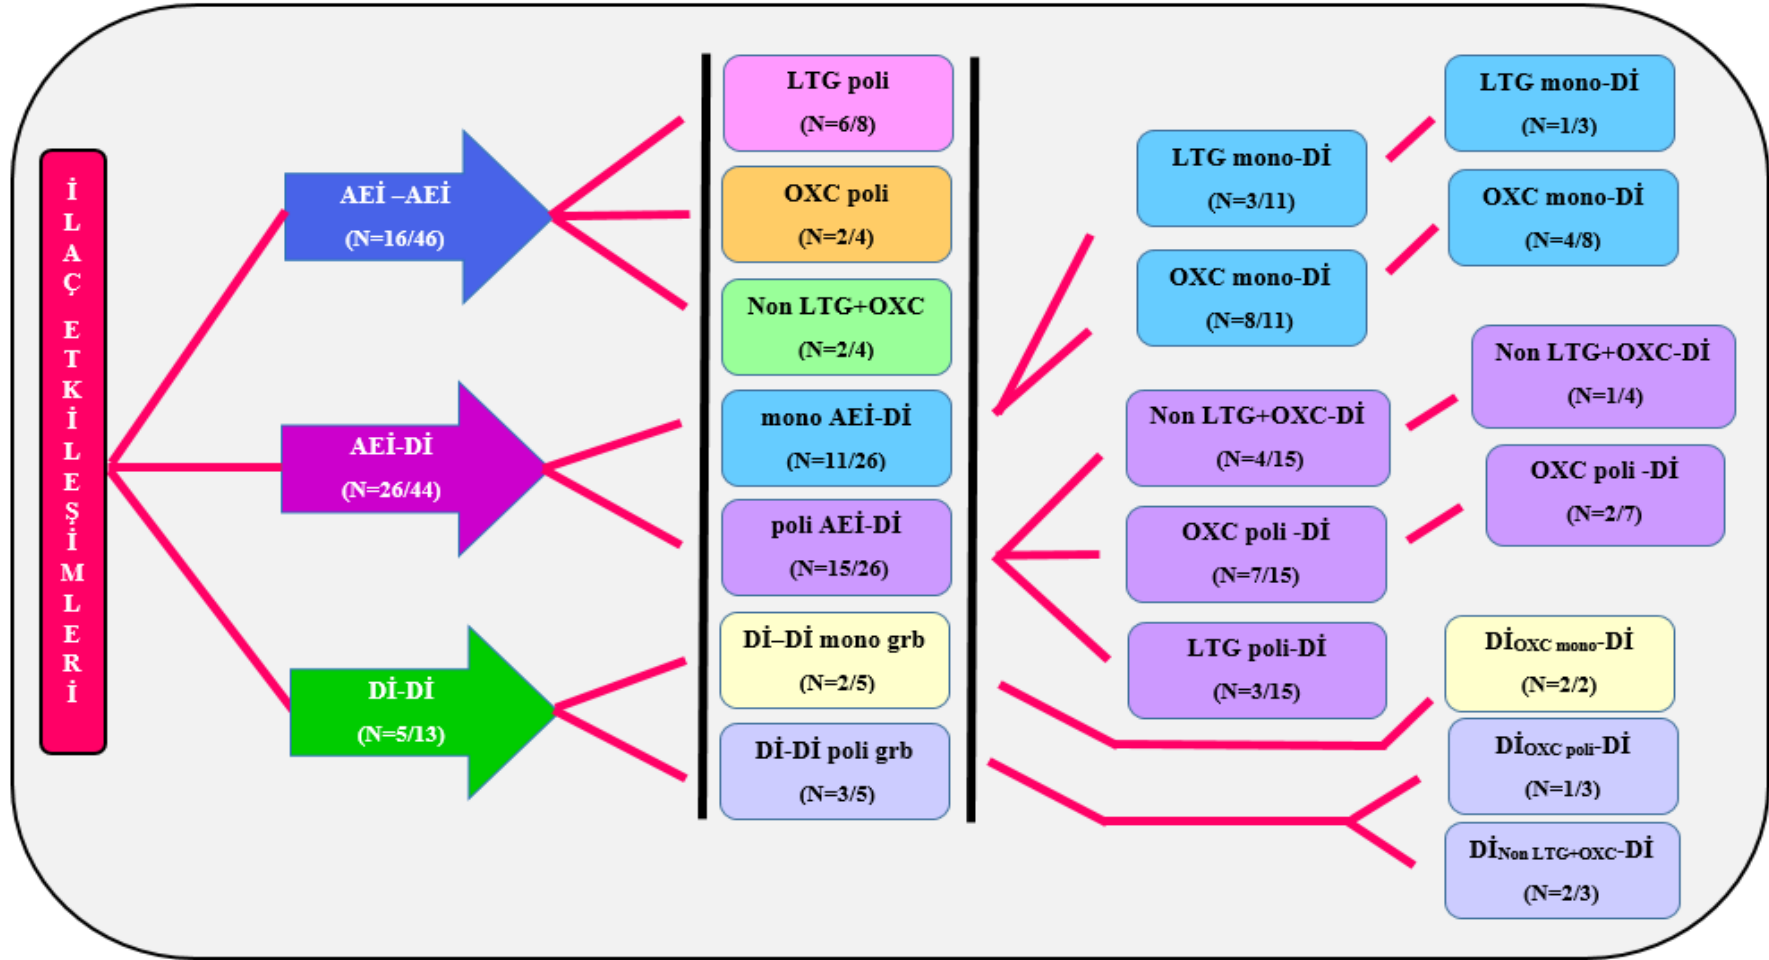 İLAÇ ETKİLEŞİMLERİ
AEİ –AEİ
(N=16/46)
AEİ-Dİ
(N=26/44)
Dİ-Dİ
(N=5/13)
LTG poli
(N=6/8)
OXC poli
(N=2/4)
Non LTG+OXC
(N=2/4)
mono AEİ-Dİ
(N=11/26)
poli AEİ-Dİ
(N=15/26)
Dİ–Dİ mono grb
(N=2/5)
Dİ-Dİ poli grb
(N=3/5)
LTG mono-Dİ
(N=3/11)
OXC mono-Dİ
(N=8/11)
Non LTG+OXC-Dİ
(N=4/15)
OXC poli -Dİ
(N=7/15)
LTG poli-Dİ
(N=3/15)
LTG mono-Dİ
(N=1/3)
OXC mono-Dİ
(N=4/8)
Non LTG+OXC-Dİ
(N=1/4)
OXC poli -Dİ
(N=2/7)
DİOXC mono-Dİ
(N=2/2)
DİOXC poli-Dİ
(N=1/3)
DİNon LTG+OXC-Dİ
(N=2/3)